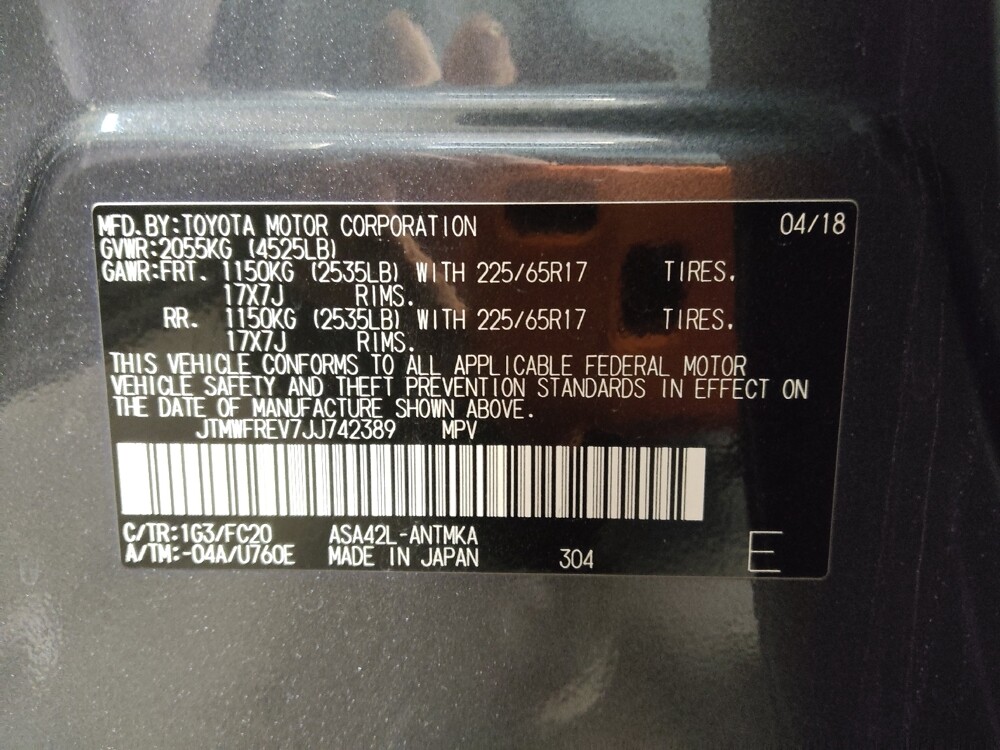 MFD. BY: TOYOTA MOTOR CORPORATION 04/18
GVWR: 2055KG (4525LB)
GAWR: FRT. 1150KG (2535LB) WITH 225/65R17 TIRES.
17X7J RIMS.
RR. 1150KG (2535LB) WITH 225/65R17 TIRES.
17X7J RIMS.
THIS VEHICLE CONFORMS TO ALL APPLICABLE FEDERAL MOTOR
VEHICLE SAFETY AND THEFT PREVENTION STANDARDS IN EFFECT ON
THE DATE OF MANUFACTURE SHOWN ABOVE.
JTMWFREV7JJ742389 MPV
C/TR: 1G3/FC20 ASA42L-ANTMKA
A/TM: -04A/U760E MADE IN JAPAN 304 E